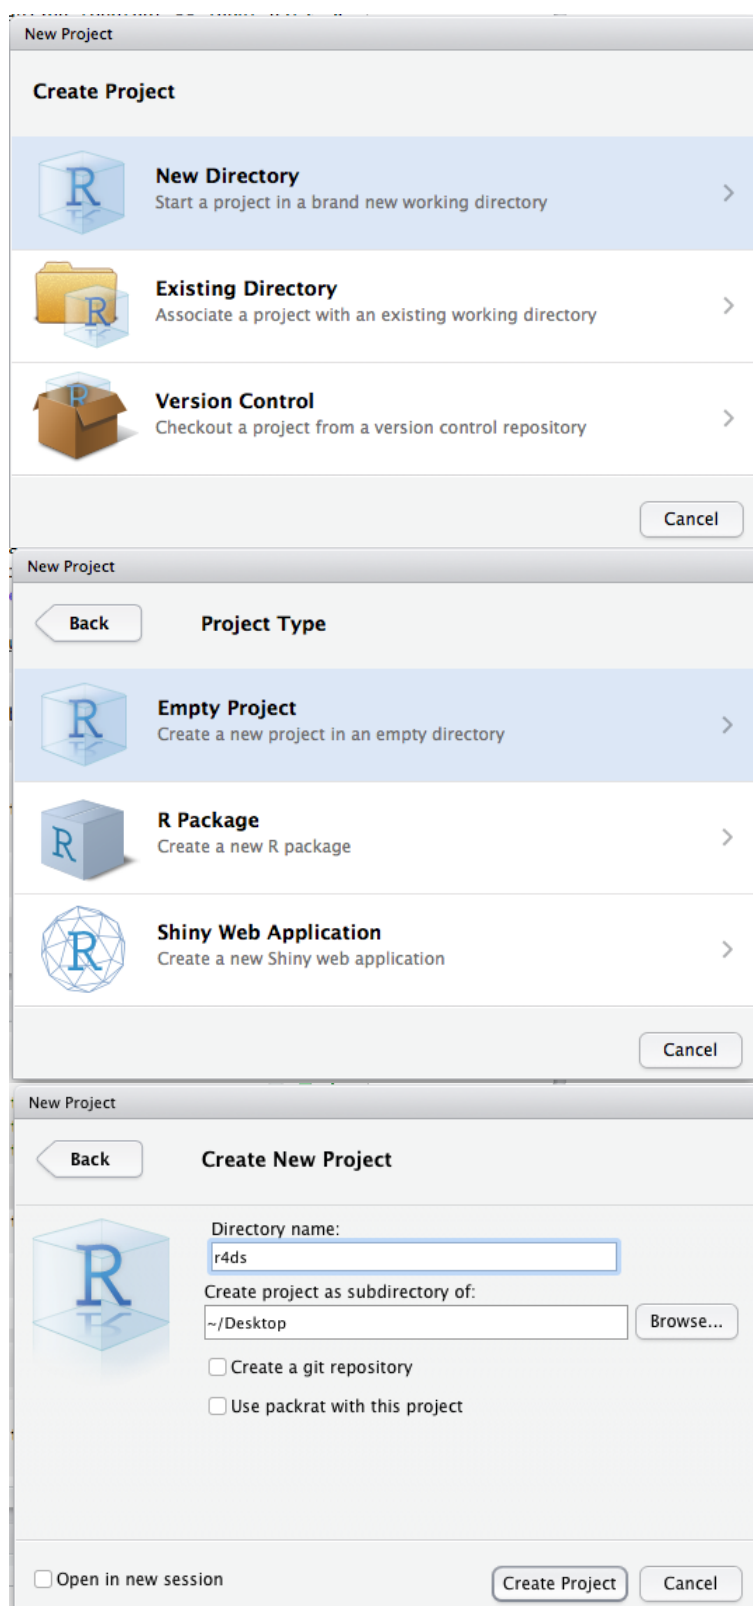 New Project
Create Project
R
New Directory
Start a project in a brand new working directory
R
Existing Directory
Associate a project with an existing working directory
R
Version Control
Checkout a project from a version control repository
Cancel
New Project
Back
Project Type
R
Empty Project
Create a new project in an empty directory
R
R Package
Create a new R package
R
Shiny Web Application
Create a new Shiny web application
Cancel
New Project
Back
Create New Project
R
Directory name:
r4ds
Create project as subdirectory of:
~/Desktop
Browse...
Create a git repository
Use packrat with this project
Open in new session
Create Project
Cancel